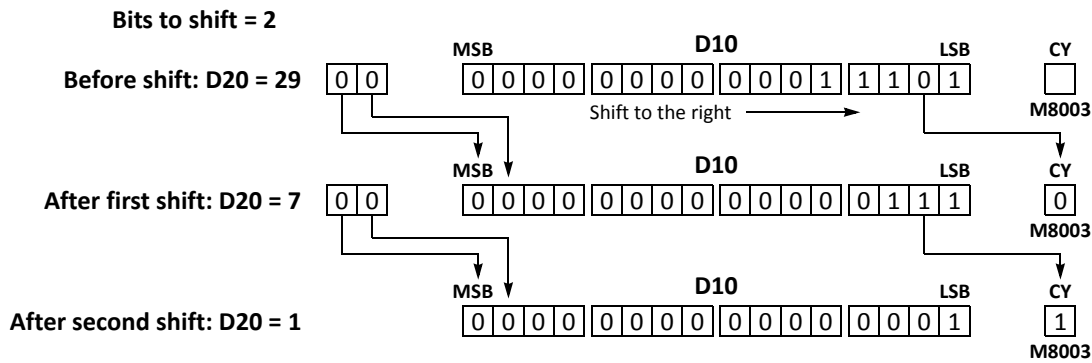 Bits to shift = 2
MSB D10 LSB CY
Before shift: D20 = 29 0 0 0 0 0 0 0 0 0 0 0 0 0 1 1 1 0 1
Shift to the right M8003
MSB D10 LSB CY
After first shift: D20 = 7 0 0 0 0 0 0 0 0 0 0 0 0 0 0 0 1 1 1 0
M8003
MSB D10 LSB CY
After second shift: D20 = 1 0 0 0 0 0 0 0 0 0 0 0 0 0 0 0 1 1
M8003